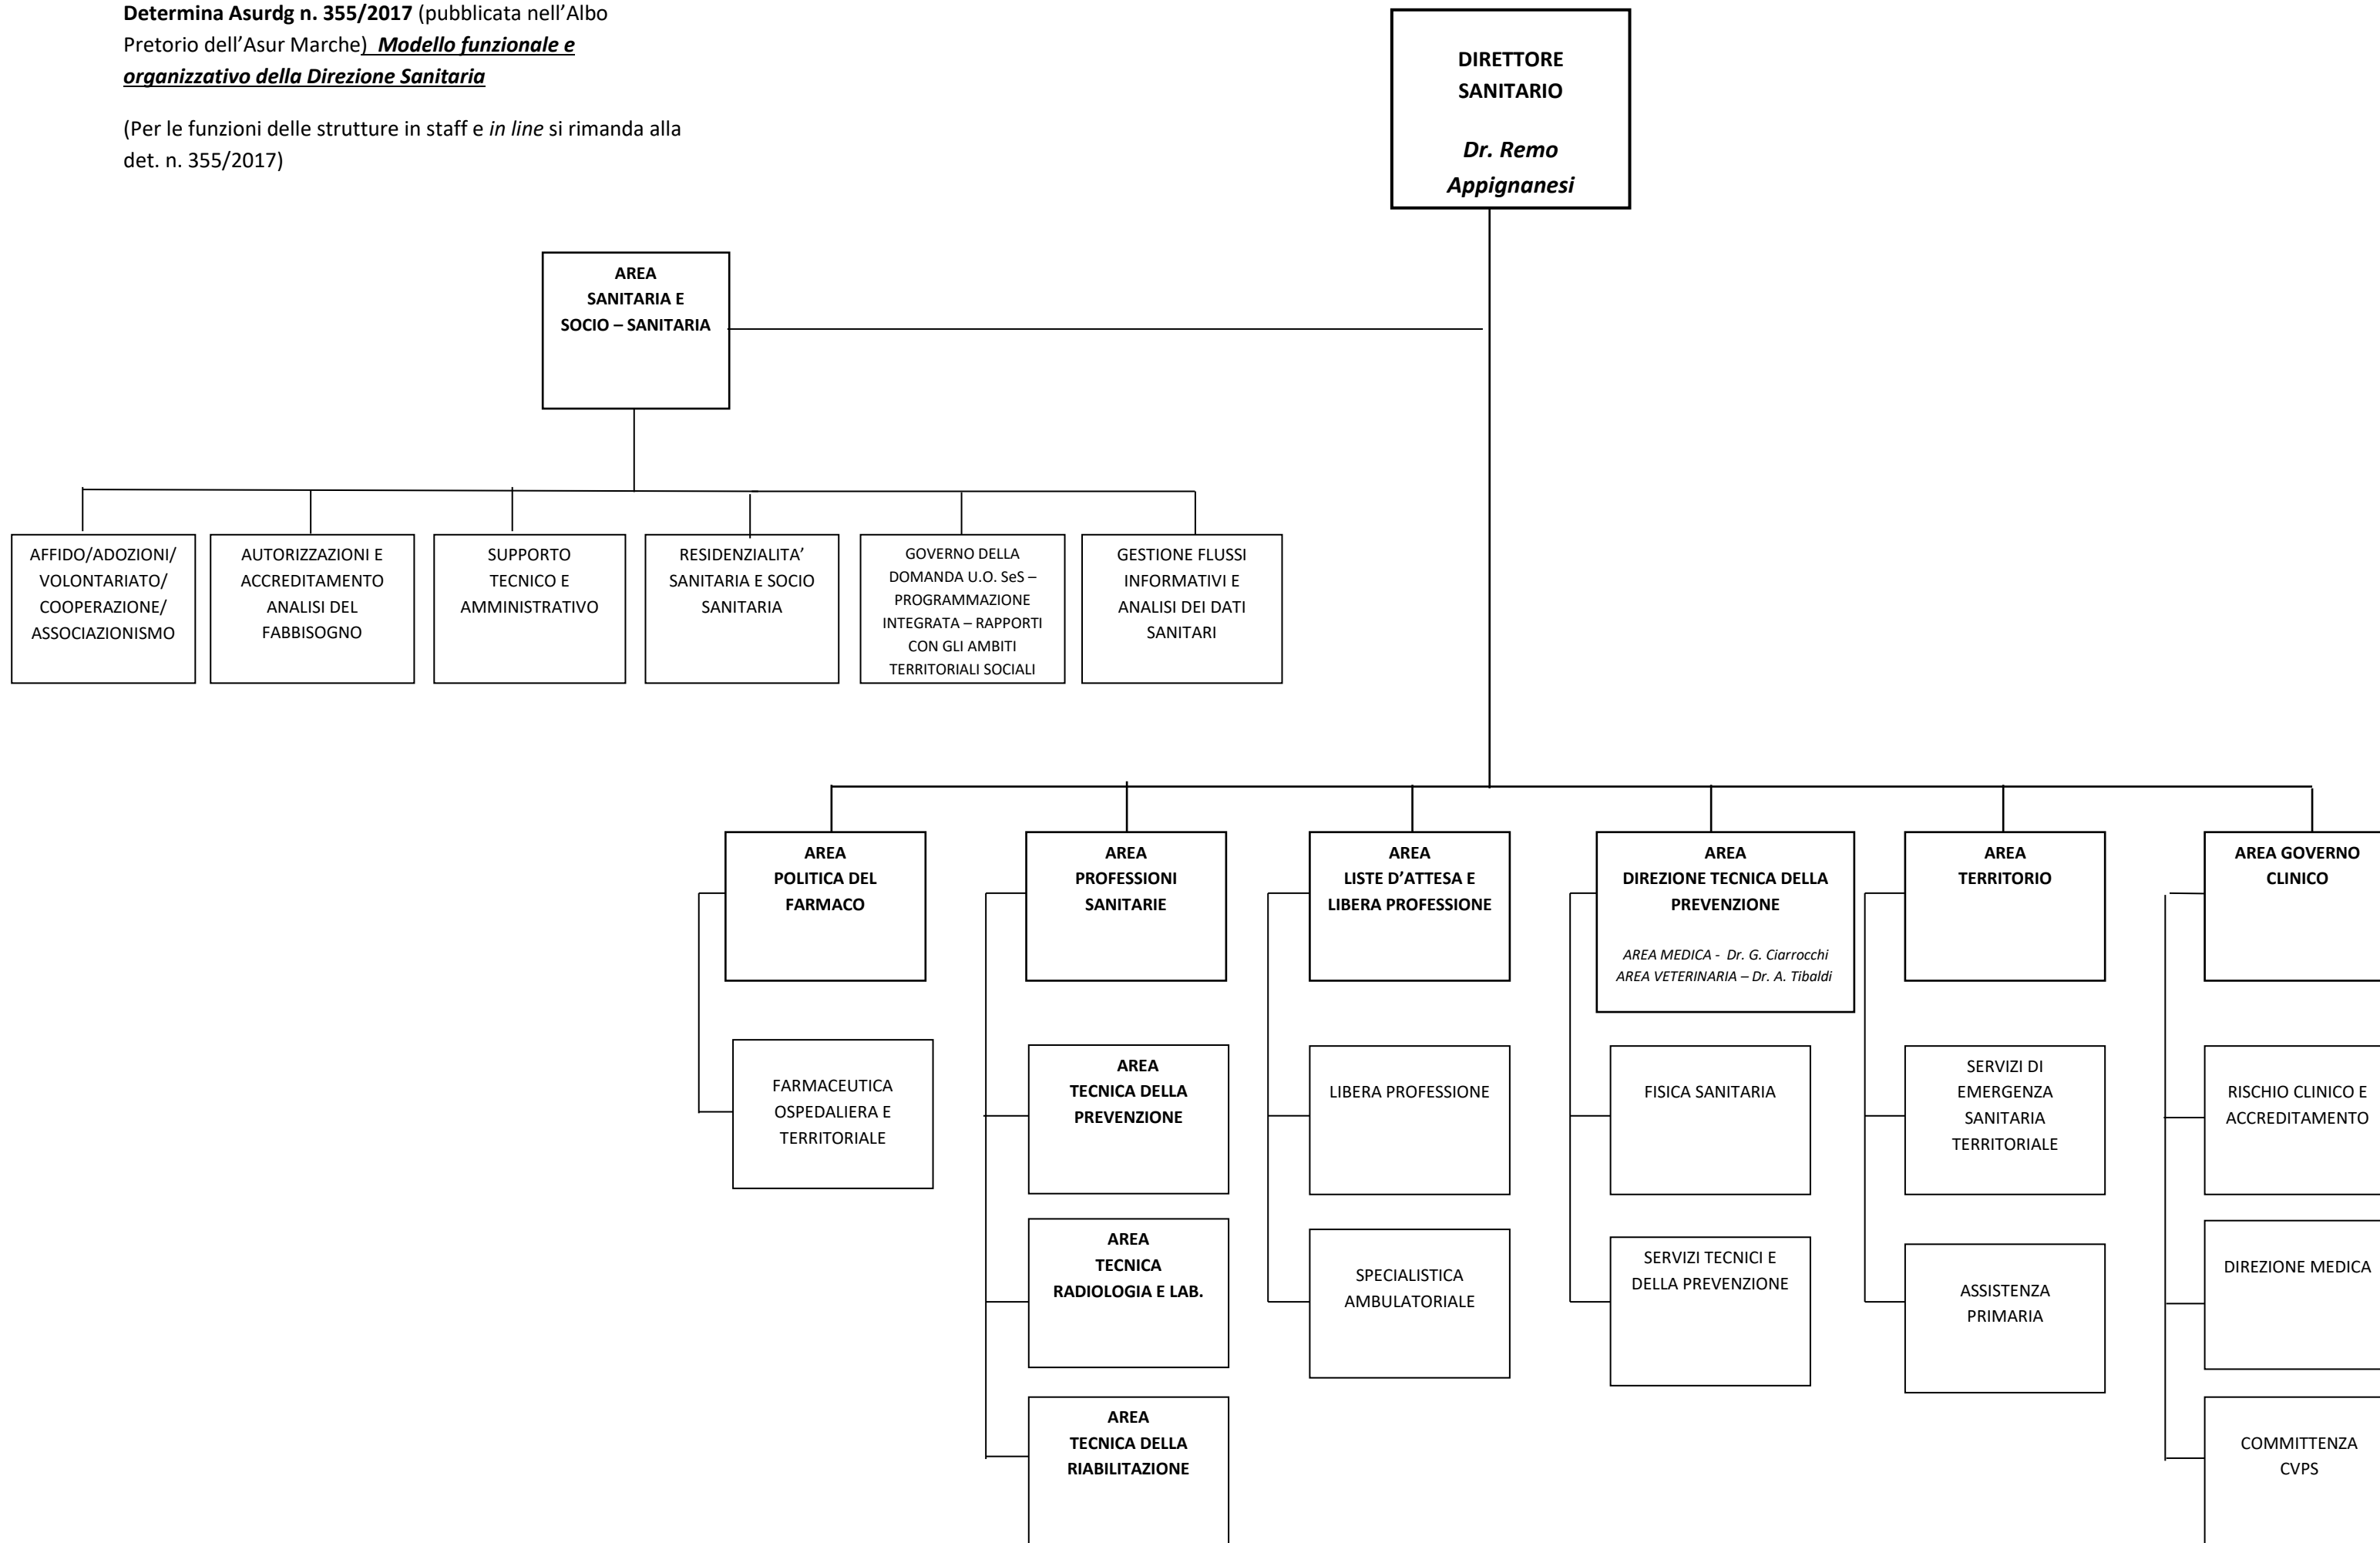 Determina Asurdg n. 355/2017 (pubblicata nell’Albo
Pretorio dell’Asur Marche) Modello funzionale e
organizzativo della Direzione Sanitaria
(Per le funzioni delle strutture in staff e in line si rimanda alla
det. n. 355/2017)
DIRETTORE
SANITARIO
Dr. Remo
Appignanesi
AREA
SANITARIA E
SOCIO – SANITARIA
AFFIDO/ADOZIONI/
VOLONTARIATO/
COOPERAZIONE/
ASSOCIAZIONISMO
AUTORIZZAZIONI E
ACCREDITAMENTO
ANALISI DEL
FABBISOGNO
SUPPORTO
TECNICO E
AMMINISTRATIVO
RESIDENZIALITA’
SANITARIA E SOCIO
SANITARIA
GOVERNO DELLA
DOMANDA U.O. SeS –
PROGRAMMAZIONE
INTEGRATA – RAPPORTI
CON GLI AMBITI
TERRITORIALI SOCIALI
GESTIONE FLUSSI
INFORMATIVI E
ANALISI DEI DATI
SANITARI
AREA
POLITICA DEL
FARMACO
AREA
PROFESSIONI
SANITARIE
AREA
LISTE D’ATTESA E
LIBERA PROFESSIONE
AREA
DIREZIONE TECNICA DELLA
PREVENZIONE
AREA MEDICA - Dr. G. Ciarrocchi
AREA VETERINARIA – Dr. A. Tibaldi
AREA
TERRITORIO
AREA GOVERNO
CLINICO
FARMACEUTICA
OSPEDALIERA E
TERRITORIALE
AREA
TECNICA DELLA
PREVENZIONE
LIBERA PROFESSIONE
FISICA SANITARIA
SERVIZI DI
EMERGENZA
SANITARIA
TERRITORIALE
RISCHIO CLINICO E
ACCREDITAMENTO
AREA
TECNICA
RADIOLOGIA E LAB.
SPECIALISTICA
AMBULATORIALE
SERVIZI TECNICI E
DELLA PREVENZIONE
ASSISTENZA
PRIMARIA
DIREZIONE MEDICA
AREA
TECNICA DELLA
RIABILITAZIONE
COMMITTENZA
CVPS